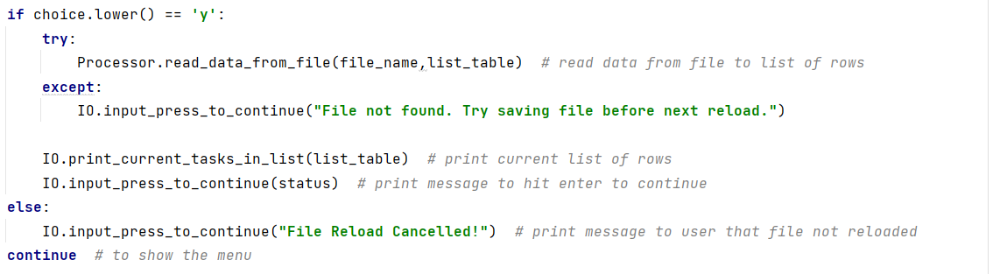 if choice.lower() == 'y':
    try:
        Processor.read_data_from_file(file_name,list_table)  # read data from file to list of rows
    except:
        IO.input_press_to_continue("File not found. Try saving file before next reload.")

    IO.print_current_tasks_in_list(list_table)  # print current list of rows
    IO.input_press_to_continue(status)  # print message to hit enter to continue
else:
    IO.input_press_to_continue("File Reload Cancelled!")  # print message to user that file not reloaded
continue  # to show the menu